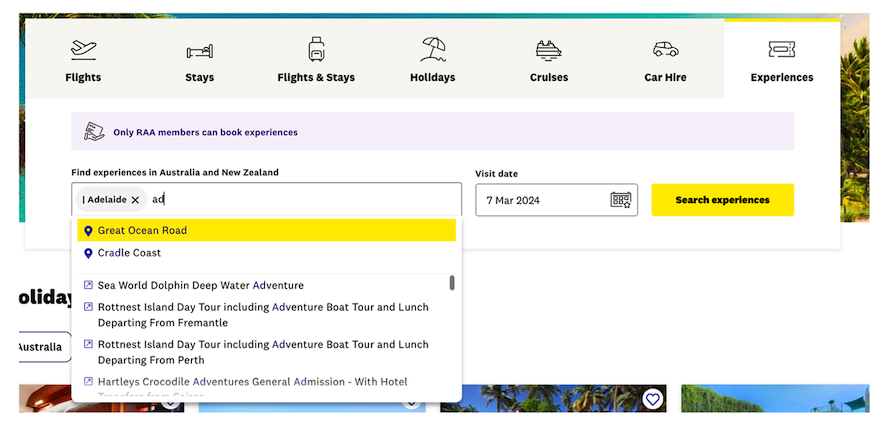 Flights
Stays
Flights & Stays
Holidays
Cruises
Car Hire
Experiences
Only RAA members can book experiences
Find experiences in Australia and New Zealand
Visit date
| Adelaide ✕ ad
7 Mar 2024
Search experiences
Great Ocean Road
Cradle Coast
Sea World Dolphin Deep Water Adventure
Rottnest Island Day Tour including Adventure Boat Tour and Lunch
Departing From Fremantle
Rottnest Island Day Tour including Adventure Boat Tour and Lunch
Departing From Perth
Hartleys Crocodile Adventures General Admission - With Hotel
oliday
Australia